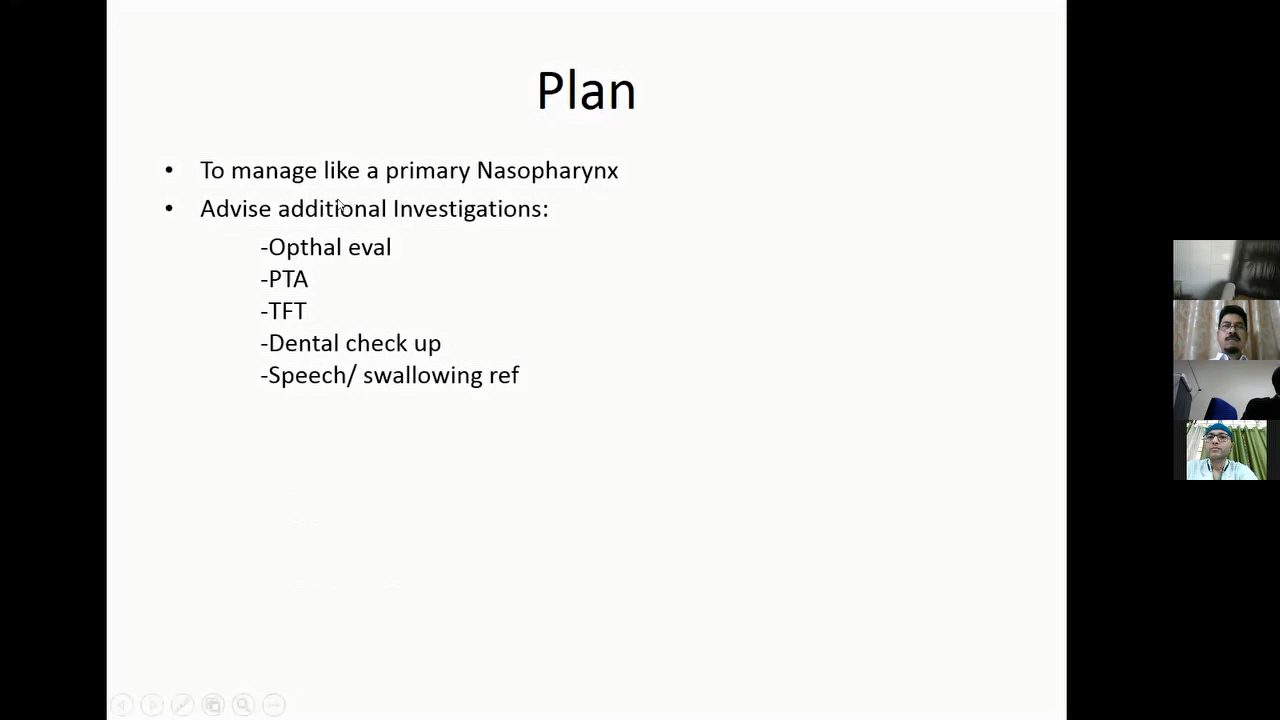 Plan
• To manage like a primary Nasopharynx
• Advise additional Investigations:
-Opthal eval
-PTA
-TFT
-Dental check up
-Speech/ swallowing ref